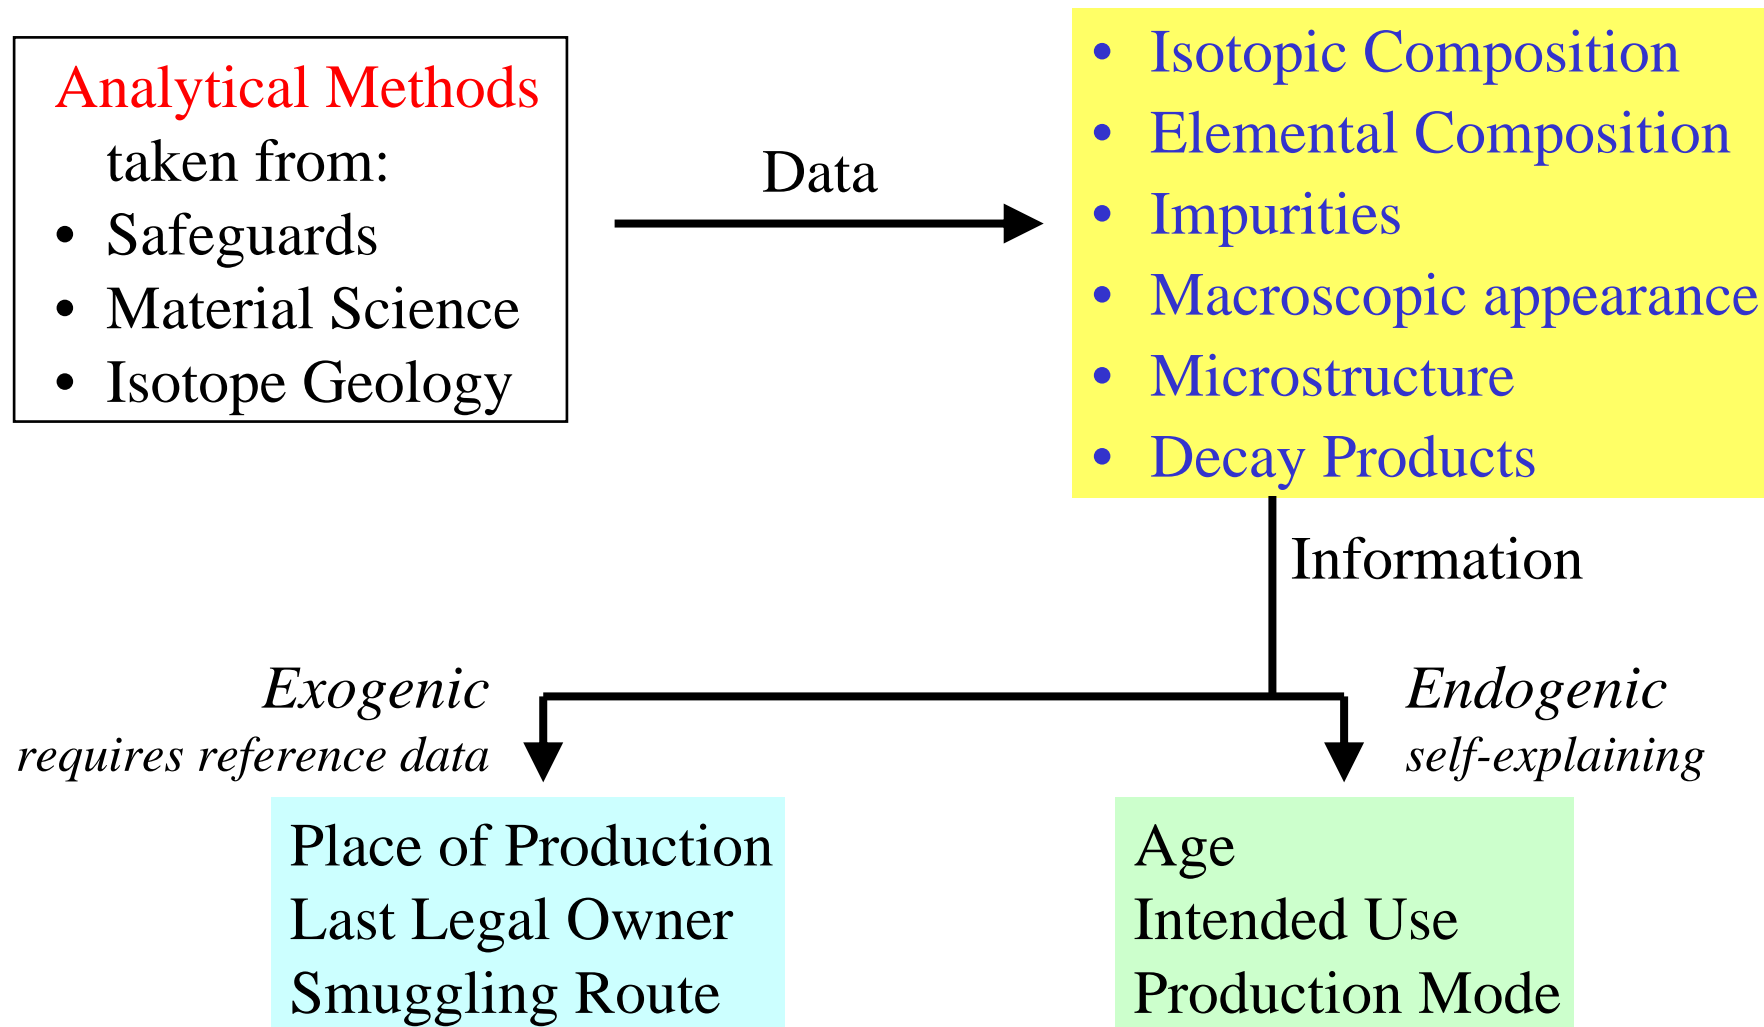 Analytical Methods
taken from:
• Safeguards
• Material Science
• Isotope Geology
Data
• Isotopic Composition
• Elemental Composition
• Impurities
• Macroscopic appearance
• Microstructure
• Decay Products
Information
Exogenic
requires reference data
Endogenic
self-explaining
Place of Production
Last Legal Owner
Smuggling Route
Age
Intended Use
Production Mode